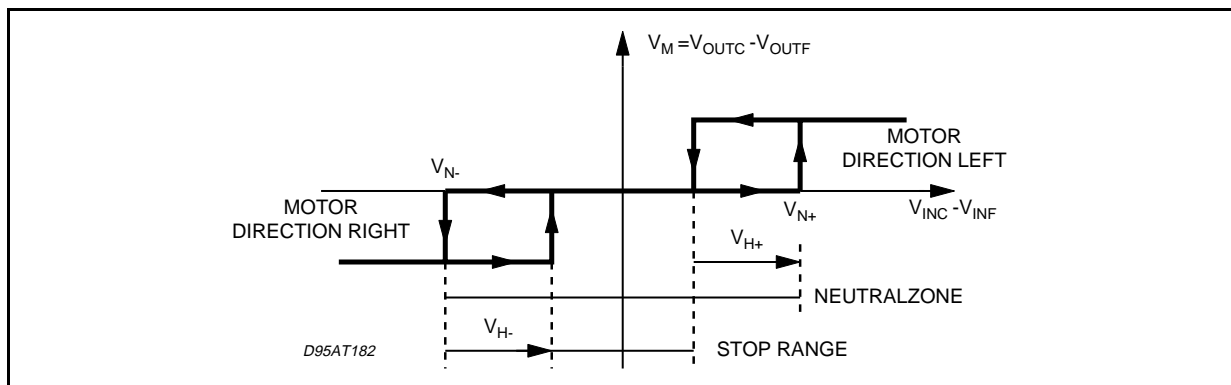 V_M =V_OUTC -V_OUTF
MOTOR
DIRECTION LEFT
V_N-
MOTOR
DIRECTION RIGHT
V_N+
V_INC -V_INF
V_H+
NEUTRALZONE
V_H-
D95AT182
STOP RANGE